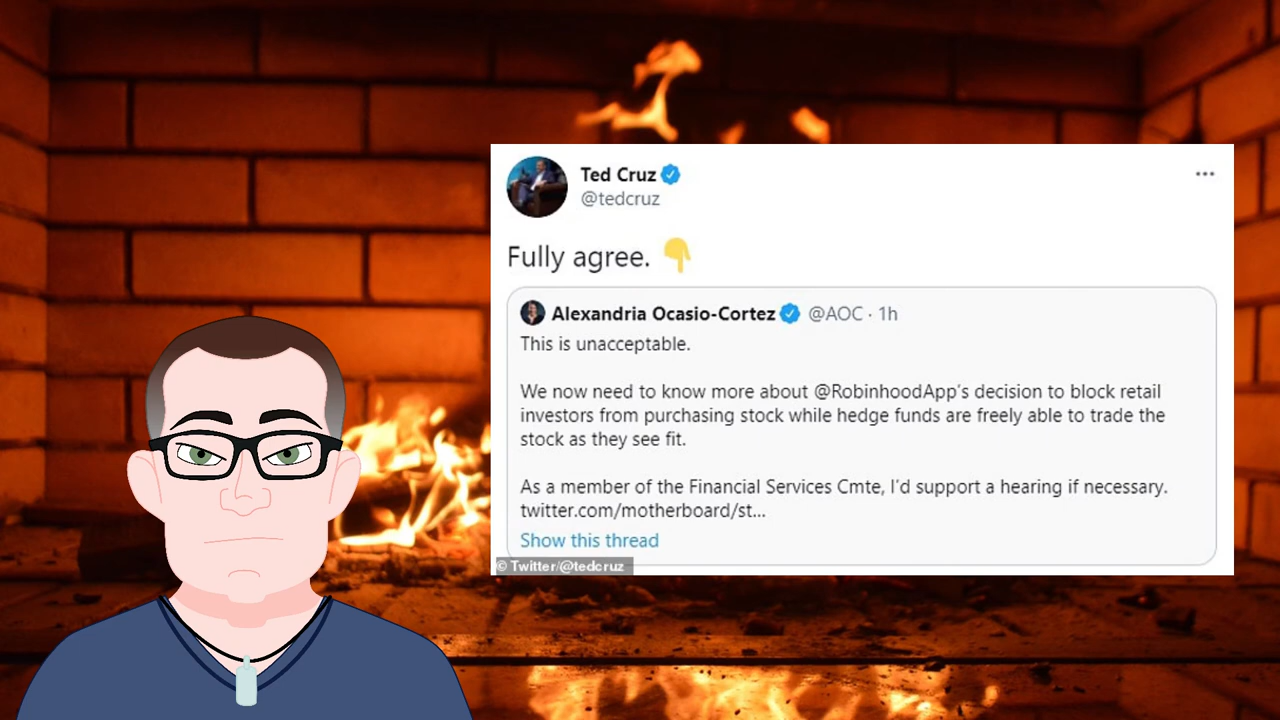 Ted Cruz
@tedcruz
Fully agree. 👇
Alexandria Ocasio-Cortez @AOC · 1h
This is unacceptable.
We now need to know more about @RobinhoodApp's decision to block retail
investors from purchasing stock while hedge funds are freely able to trade the
stock as they see fit.
As a member of the Financial Services Cmte, I'd support a hearing if necessary.
twitter.com/motherboard/st...
Show this thread
© Twitter/@tedcruz